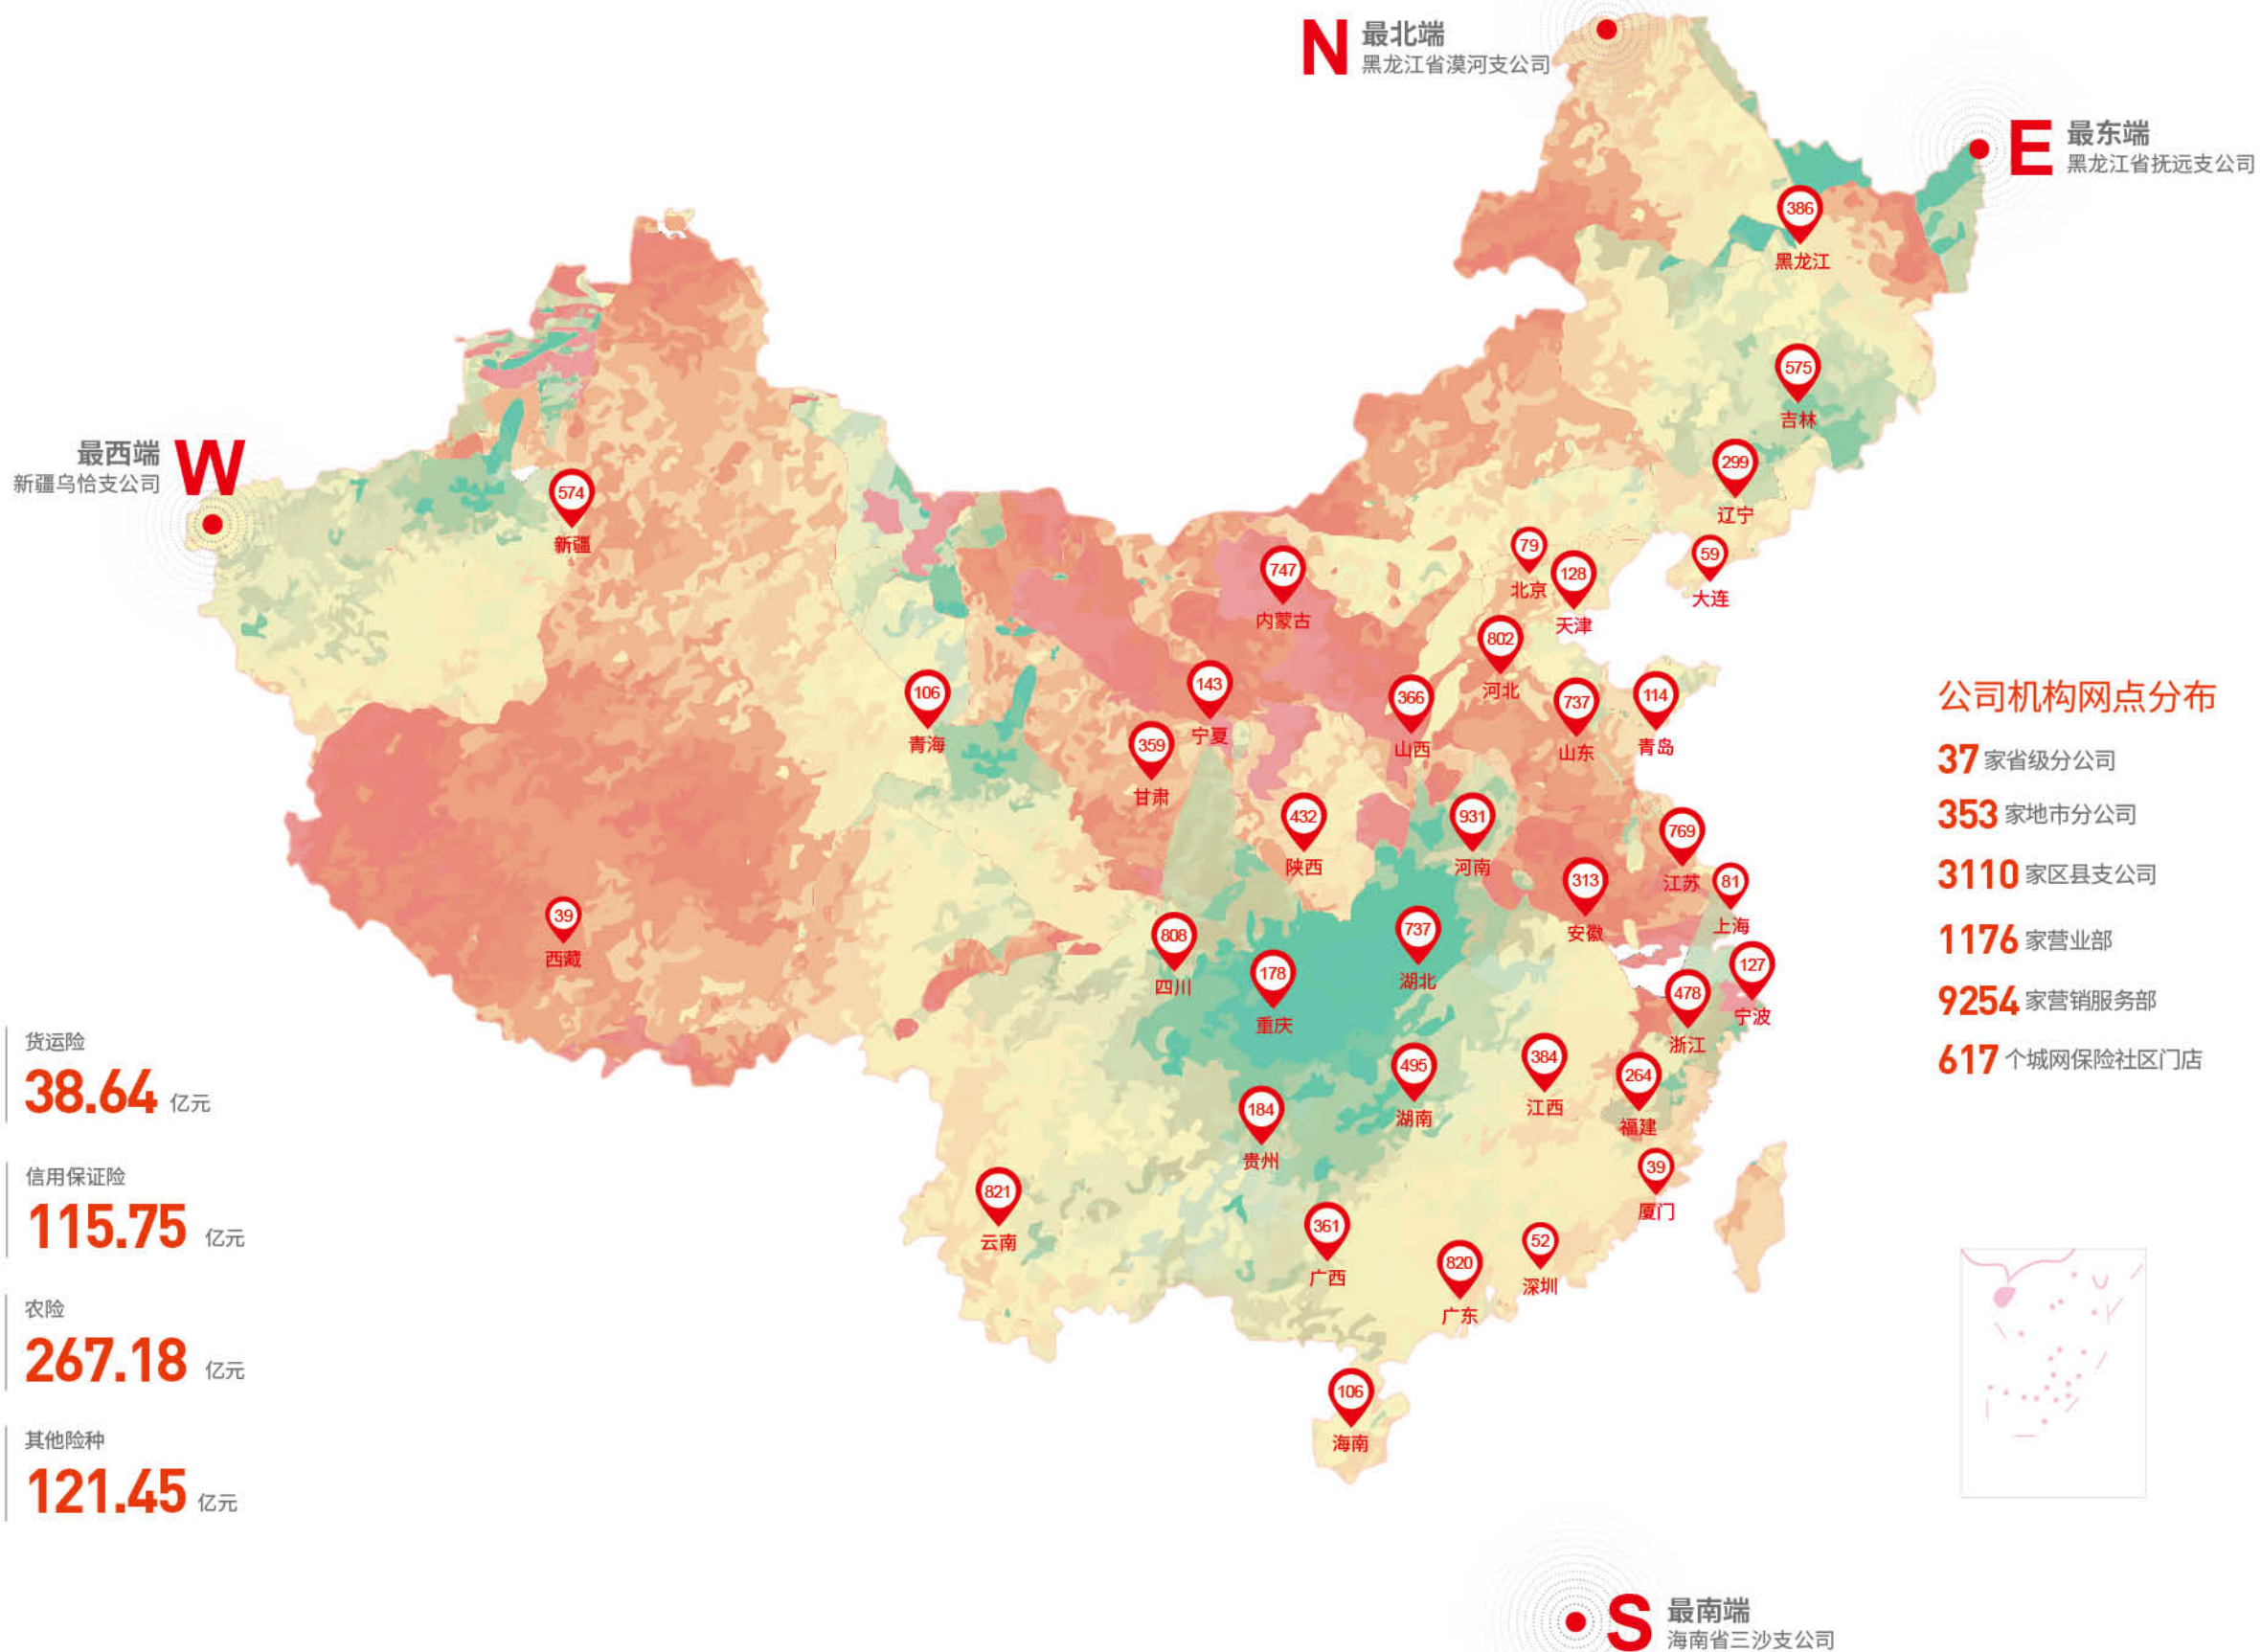 N
最北端
黑龙江省漠河支公司
E
最东端
黑龙江省抚远支公司
386
黑龙江
575
吉林
299
辽宁
最西端
新疆乌恰支公司
W
574
新疆
79
北京
128
天津
59
大连
747
内蒙古
802
河北
106
青海
143
宁夏
366
山西
737
山东
114
青岛
359
甘肃
432
陕西
931
河南
769
江苏
313
安徽
81
上海
39
西藏
808
四川
178
重庆
737
湖北
127
宁波
478
浙江
495
湖南
384
江西
264
福建
184
贵州
39
厦门
821
云南
361
广西
820
广东
52
深圳
106
海南
公司机构网点分布
37 家省级分公司
353 家地市分公司
3110 家区县支公司
1176 家营业部
9254 家营销服务部
617 个城网保险社区门店
货运险
38.64 亿元
信用保证险
115.75 亿元
农险
267.18 亿元
其他险种
121.45 亿元
S
最南端
海南省三沙支公司